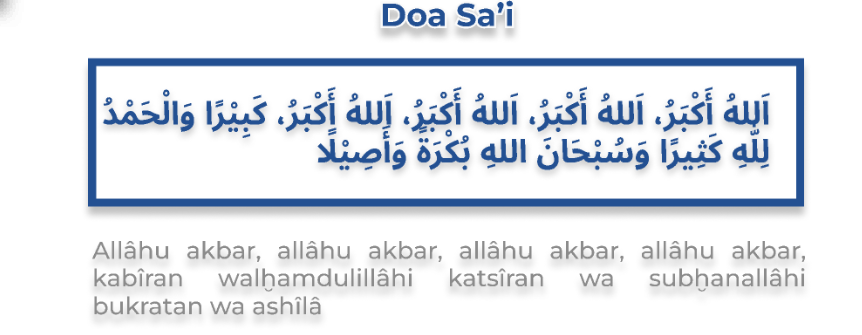 Doa Sa’i
اَللهُ أَكْبَرُ، اَللهُ أَكْبَرُ، اَللهُ أَكْبَرُ، اَللهُ أَكْبَرُ، كَبِيْرًا وَالْحَمْدُ
لِلّٰهِ كَثِيرًا وَسُبْحَانَ اللهِ بُكْرَةً وَأَصِيْلًا
Allâhu akbar, allâhu akbar, allâhu akbar, allâhu akbar,
kabîran walḫamdulillâhi katsîran wa subḫanallâhi
bukratan wa ashîlâ